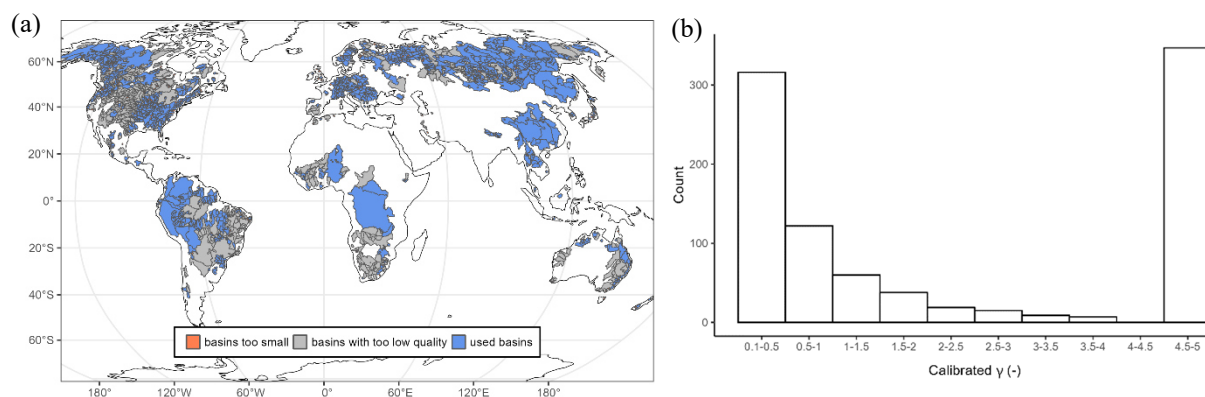 (a)
60°N
40°N
20°N
0°
20°S
40°S
60°S
basins too small basins with too low quality used basins
180° 120°W 60°W 0° 60°E 120°E 180°
(b)
Count
300
200
100
0
0.1-0.5 0.5-1 1-1.5 1.5-2 2-2.5 2.5-3 3-3.5 3.5-4 4-4.5 4.5-5
Calibrated γ (-)